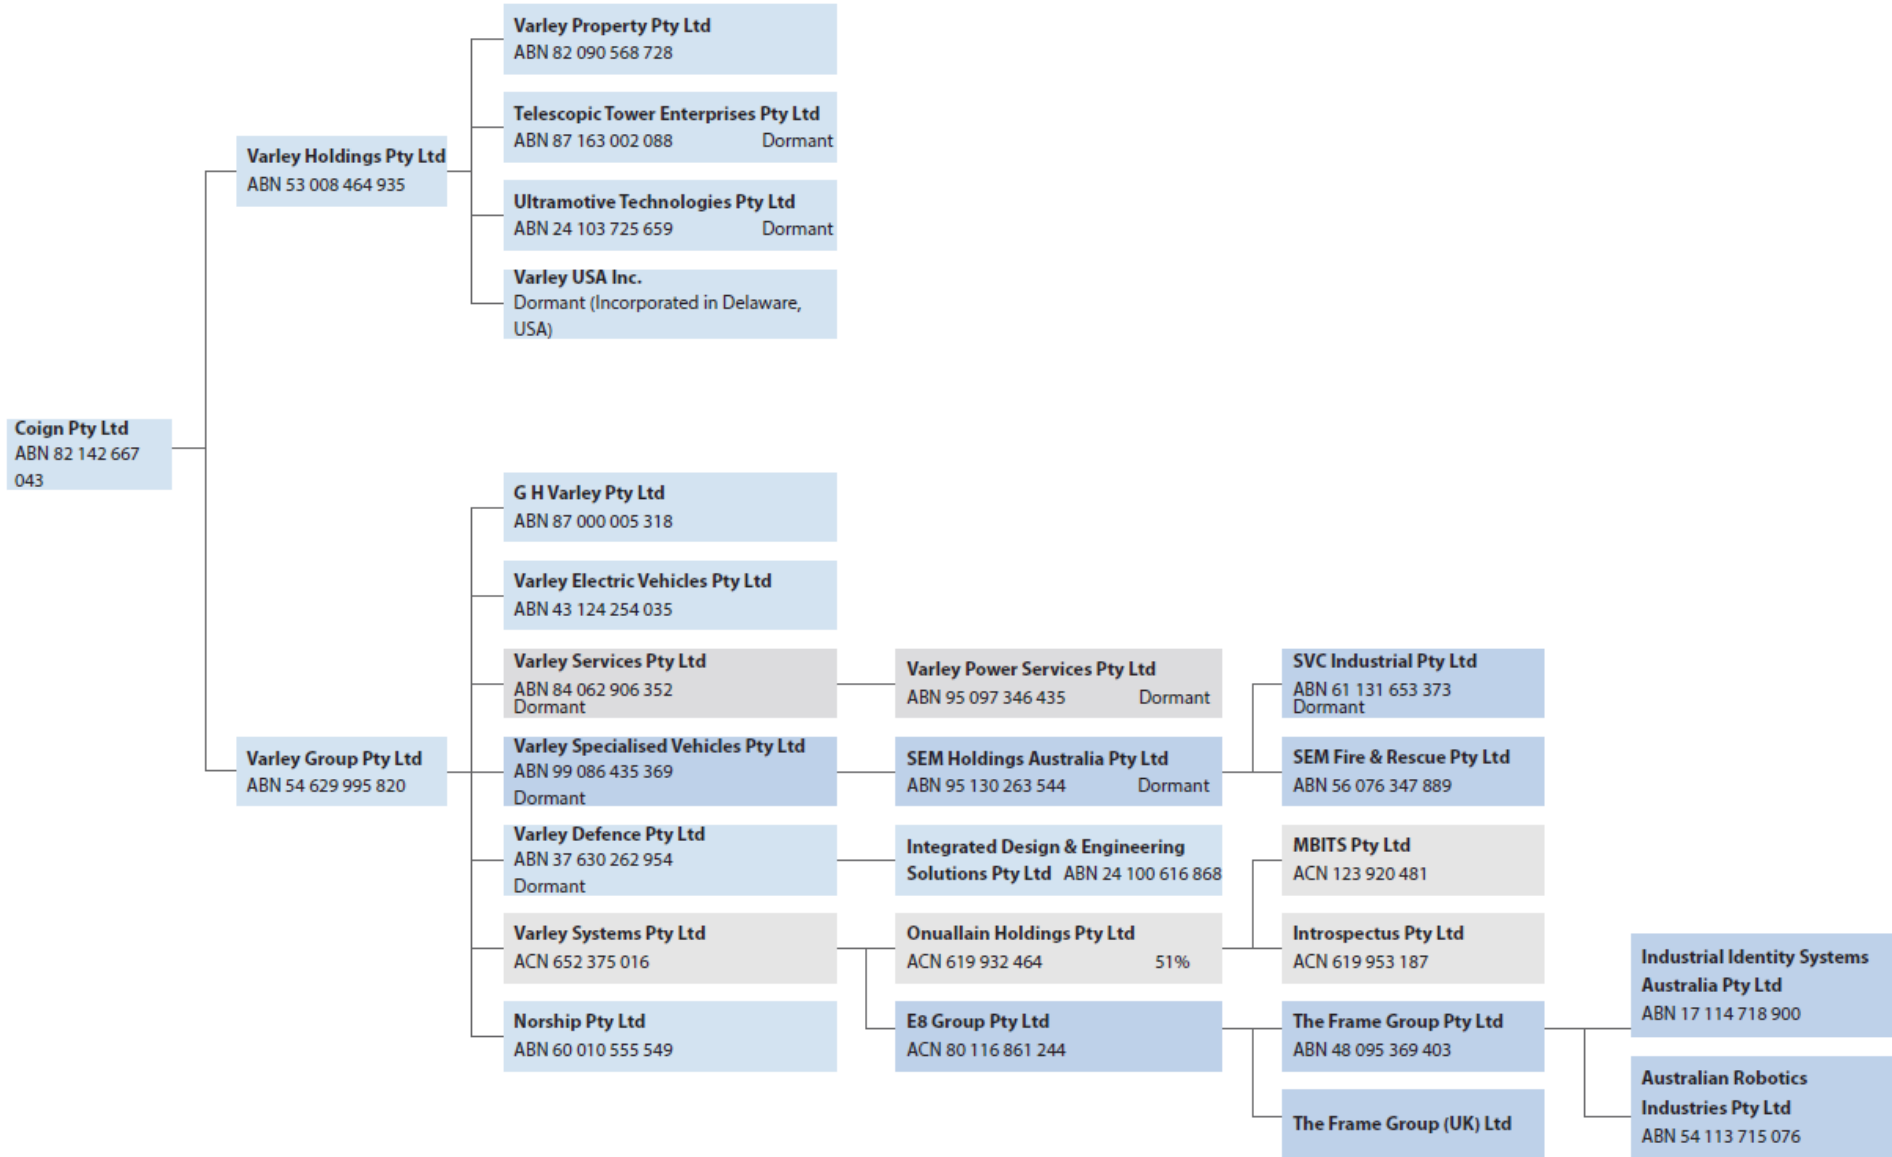 Varley Property Pty Ltd
ABN 82 090 568 728
Telescopic Tower Enterprises Pty Ltd
ABN 87 163 002 088 Dormant
Varley Holdings Pty Ltd
ABN 53 008 464 935
Ultramotive Technologies Pty Ltd
ABN 24 103 725 659 Dormant
Varley USA Inc.
Dormant (Incorporated in Delaware,
USA)
Coign Pty Ltd
ABN 82 142 667
043
G H Varley Pty Ltd
ABN 87 000 005 318
Varley Electric Vehicles Pty Ltd
ABN 43 124 254 035
Varley Services Pty Ltd
ABN 84 062 906 352
Dormant
Varley Power Services Pty Ltd
ABN 95 097 346 435 Dormant
SVC Industrial Pty Ltd
ABN 61 131 653 373
Dormant
Varley Group Pty Ltd
ABN 54 629 995 820
Varley Specialised Vehicles Pty Ltd
ABN 99 086 435 369
Dormant
SEM Holdings Australia Pty Ltd
ABN 95 130 263 544 Dormant
SEM Fire & Rescue Pty Ltd
ABN 56 076 347 889
Varley Defence Pty Ltd
ABN 37 630 262 954
Dormant
Integrated Design & Engineering
Solutions Pty Ltd ABN 24 100 616 868
MBITS Pty Ltd
ACN 123 920 481
Varley Systems Pty Ltd
ACN 652 375 016
Onuallain Holdings Pty Ltd
ACN 619 932 464 51%
Introspectus Pty Ltd
ACN 619 953 187
Industrial Identity Systems
Australia Pty Ltd
ABN 17 114 718 900
Norship Pty Ltd
ABN 60 010 555 549
E8 Group Pty Ltd
ACN 80 116 861 244
The Frame Group Pty Ltd
ABN 48 095 369 403
Australian Robotics
Industries Pty Ltd
ABN 54 113 715 076
The Frame Group (UK) Ltd